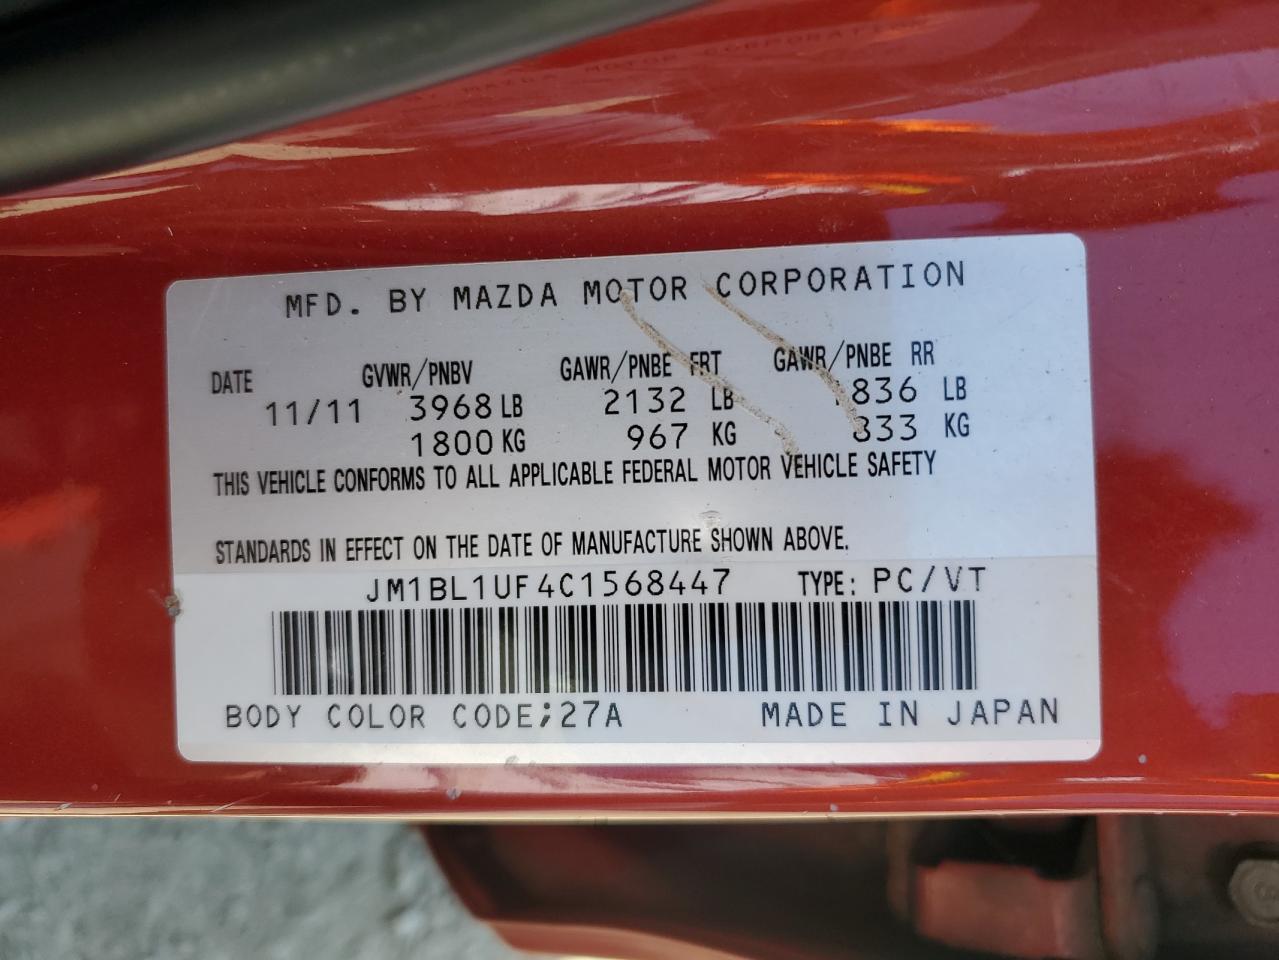 MFD. BY MAZDA MOTOR CORPORATION
DATE GVWR/PNBV GAWR/PNBE FRT GAWR/PNBE RR
11/11 3968 LB 2132 LB 1836 LB
1800 KG 967 KG 833 KG
THIS VEHICLE CONFORMS TO ALL APPLICABLE FEDERAL MOTOR VEHICLE SAFETY
STANDARDS IN EFFECT ON THE DATE OF MANUFACTURE SHOWN ABOVE.
JM1BL1UF4C1568447 TYPE: PC/VT
BODY COLOR CODE;27A MADE IN JAPAN